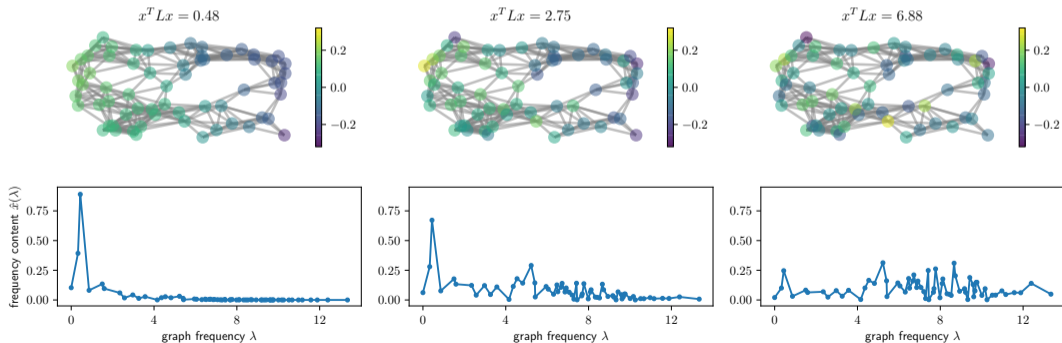 x^T Lx = 0.48
x^T Lx = 2.75
x^T Lx = 6.88
0.2
0.0
−0.2
0.2
0.0
−0.2
0.2
0.0
−0.2
frequency content x̂(λ)
0.75
0.50
0.25
0.00
0 4 8 12
graph frequency λ
0.75
0.50
0.25
0.00
0 4 8 12
graph frequency λ
0.75
0.50
0.25
0.00
0 4 8 12
graph frequency λ